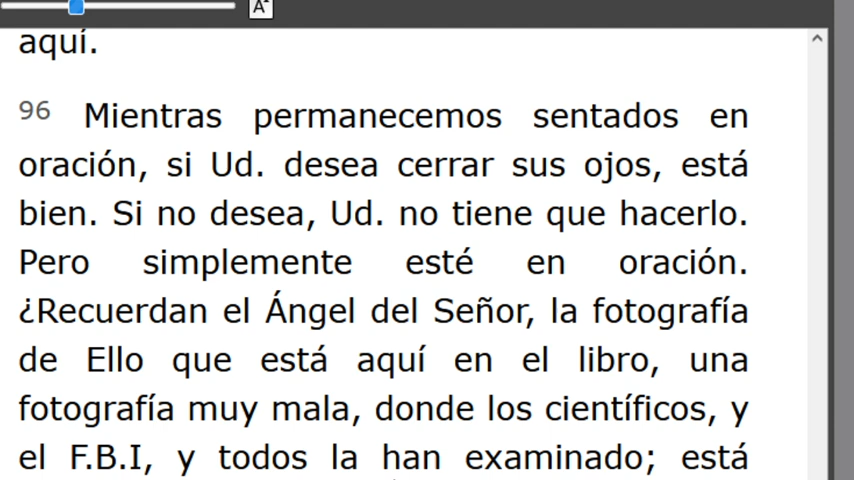 A
aquí.
96 Mientras permanecemos sentados en
oración, si Ud. desea cerrar sus ojos, está
bien. Si no desea, Ud. no tiene que hacerlo.
Pero simplemente esté en oración.
¿Recuerdan el Ángel del Señor, la fotografía
de Ello que está aquí en el libro, una
fotografía muy mala, donde los científicos, y
el F.B.I, y todos la han examinado; está